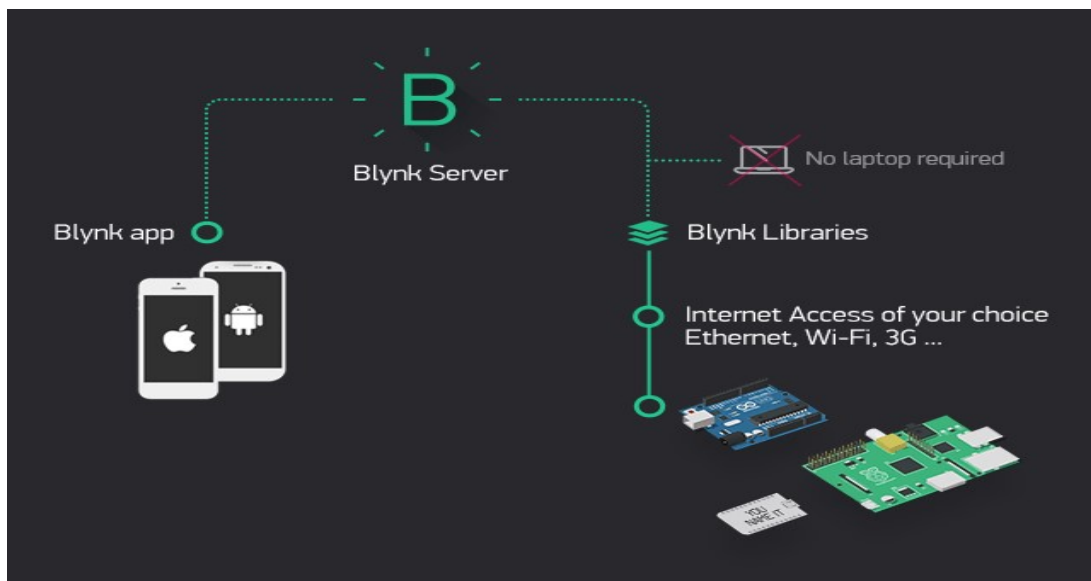 B
Blynk Server
No laptop required
Blynk app
Blynk Libraries
Internet Access of your choice
Ethernet, Wi-Fi, 3G ...
YOU
NAME IT